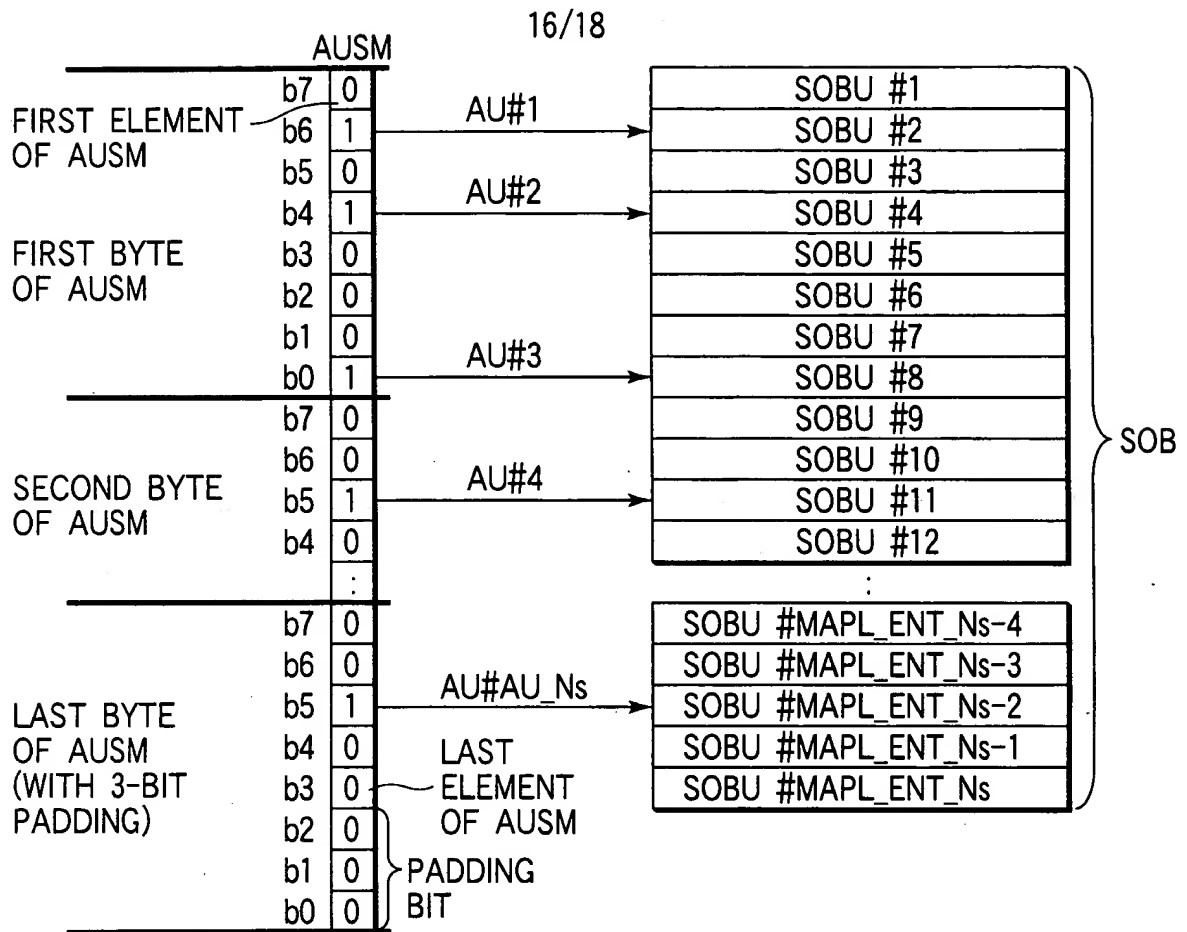 16/18
AUSM
b7 0 SOBU #1
FIRST ELEMENT
OF AUSM
b6 1 AU#1 SOBU #2
b5 0 SOBU #3
b4 1 AU#2 SOBU #4
FIRST BYTE
OF AUSM
b3 0 SOBU #5
b2 0 SOBU #6
b1 0 SOBU #7
b0 1 AU#3 SOBU #8
b7 0 SOBU #9
SOB
b6 0 SOBU #10
SECOND BYTE
OF AUSM
b5 1 AU#4 SOBU #11
b4 0 SOBU #12
: :
b7 0 SOBU #MAPL_ENT_Ns-4
b6 0 SOBU #MAPL_ENT_Ns-3
b5 1 AU#AU_Ns SOBU #MAPL_ENT_Ns-2
LAST BYTE
OF AUSM
(WITH 3-BIT
PADDING)
b4 0 SOBU #MAPL_ENT_Ns-1
b3 0 SOBU #MAPL_ENT_Ns
LAST
ELEMENT
OF AUSM
b2 0
b1 0
b0 0
PADDING
BIT